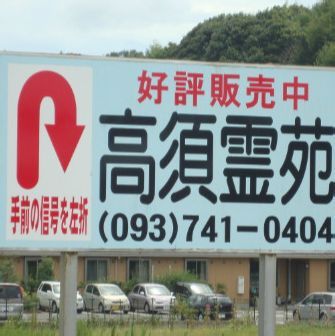 好評販売中
高須霊苑
手前の信号を左折
(093)741-0404